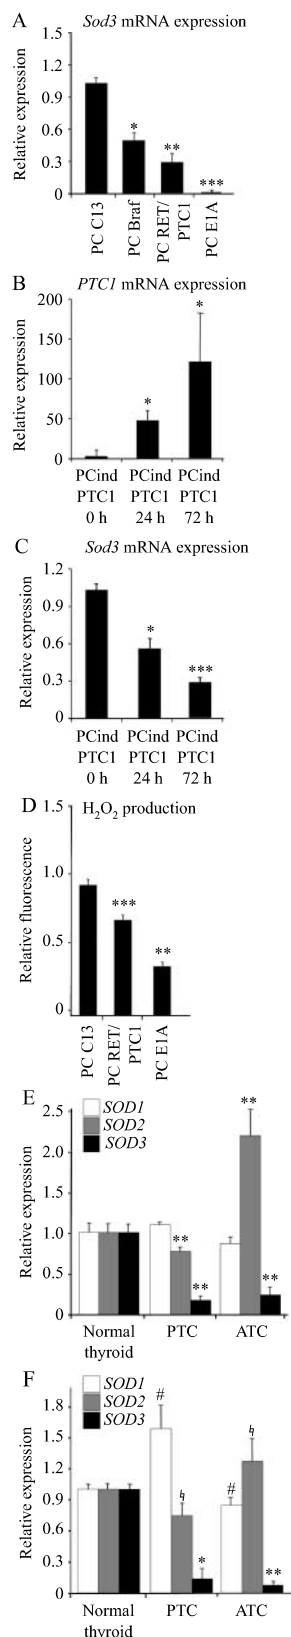 A Sod3 mRNA expression
Relative expression
1.5
1.2
0.9
0.6
0.3
0
*
**
***
PC C13
PC Braf
PC RET/
PTC1
PC E1A
B PTC1 mRNA expression
Relative expression
200
150
100
50
0
*
*
PCind PCind PCind
PTC1 PTC1 PTC1
0 h 24 h 72 h
C Sod3 mRNA expression
Relative expression
1.2
0.9
0.6
0.3
0
*
***
PCind PCind PCind
PTC1 PTC1 PTC1
0 h 24 h 72 h
D H₂O₂ production
Relative fluorescence
1.5
1.0
0.5
0
***
**
PC C13
PC RET/
PTC1
PC E1A
E
SOD1
SOD2
SOD3
Relative expression
2.5
2.0
1.5
1.0
0.5
0
**
**
**
**
Normal PTC ATC
thyroid
F
SOD1
SOD2
SOD3
Relative expression
1.8
1.5
1.2
0.9
0.6
0.3
0
#
*
#
**
Normal PTC ATC
thyroid